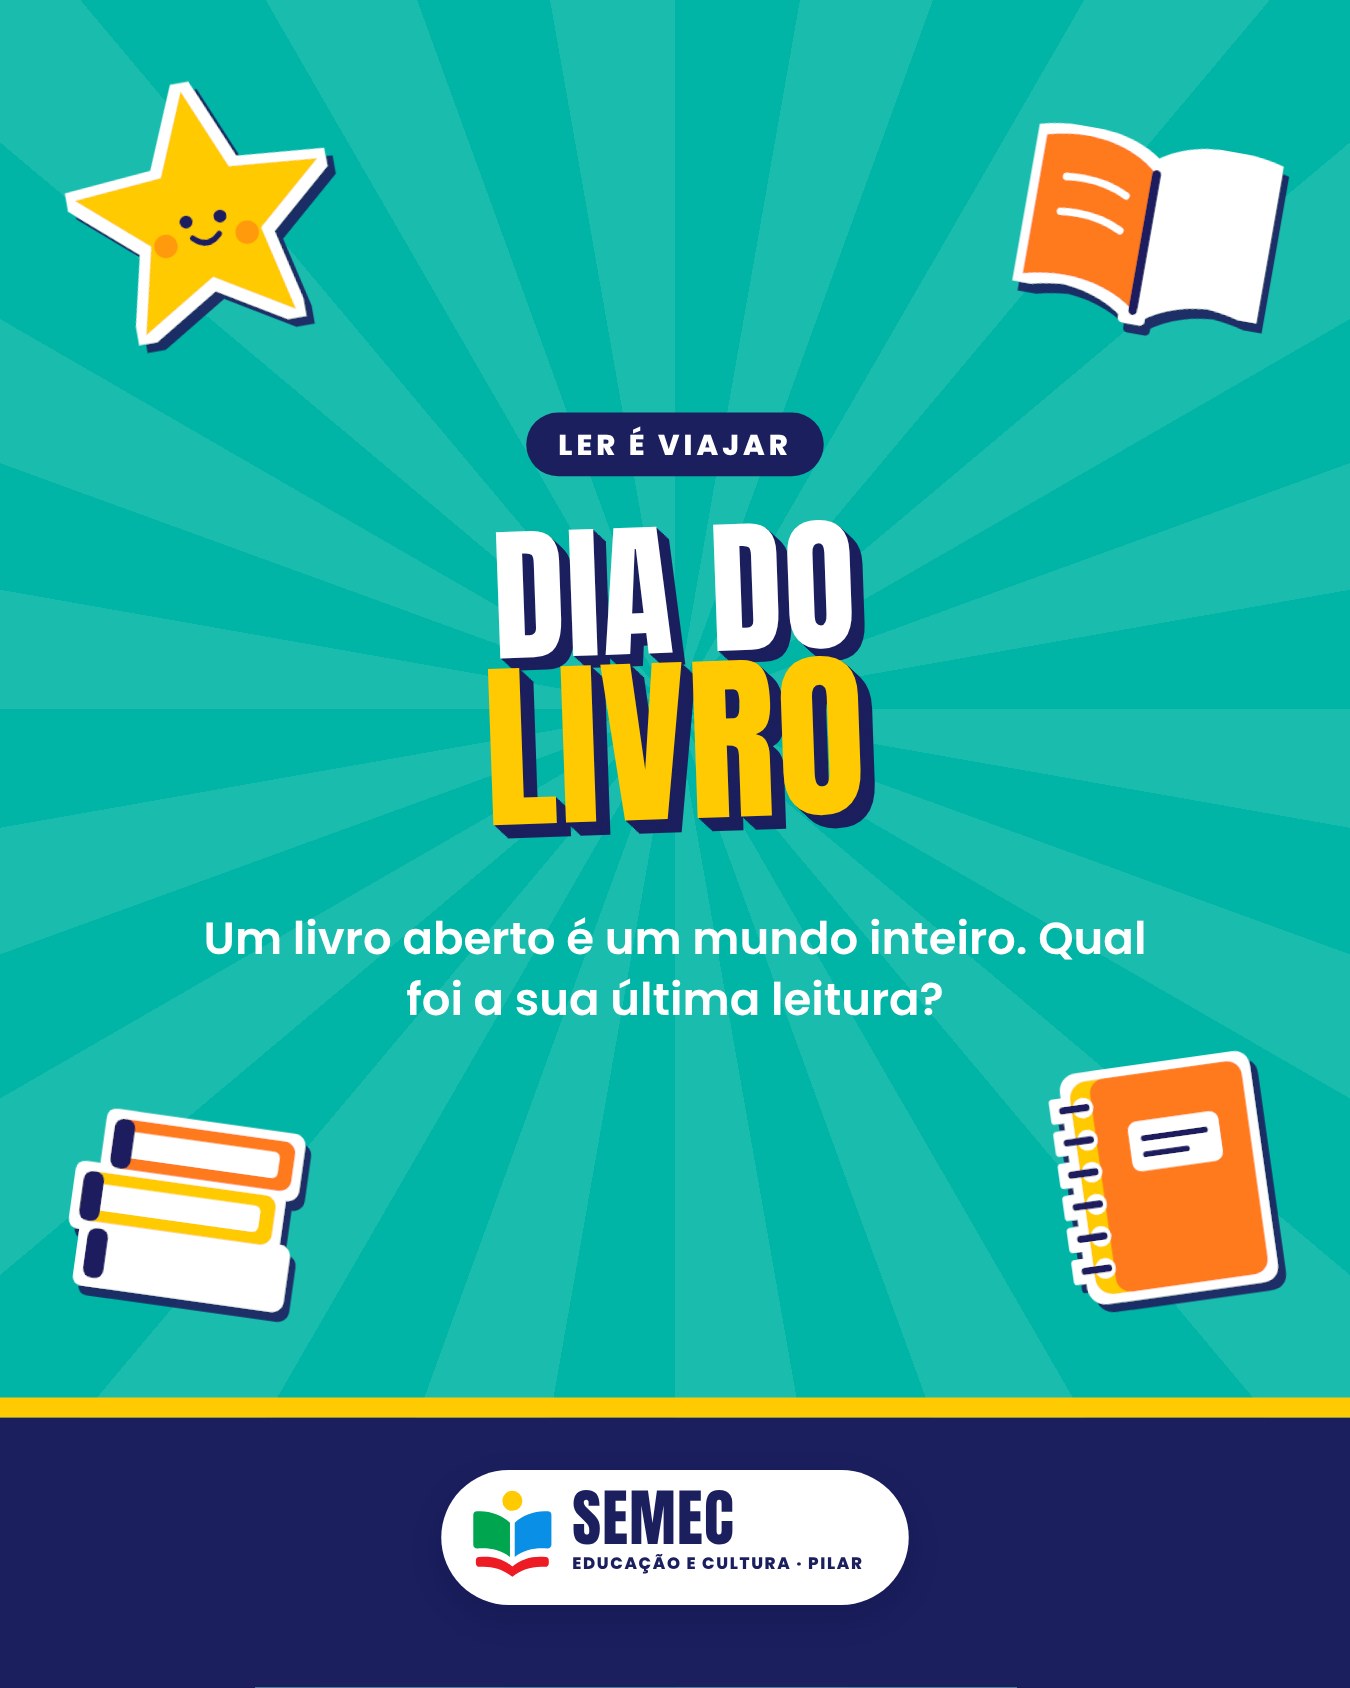 LER É VIAJAR
DIA DO
LIVRO
Um livro aberto é um mundo inteiro. Qual
foi a sua última leitura?
SEMEC
EDUCAÇÃO E CULTURA · PILAR